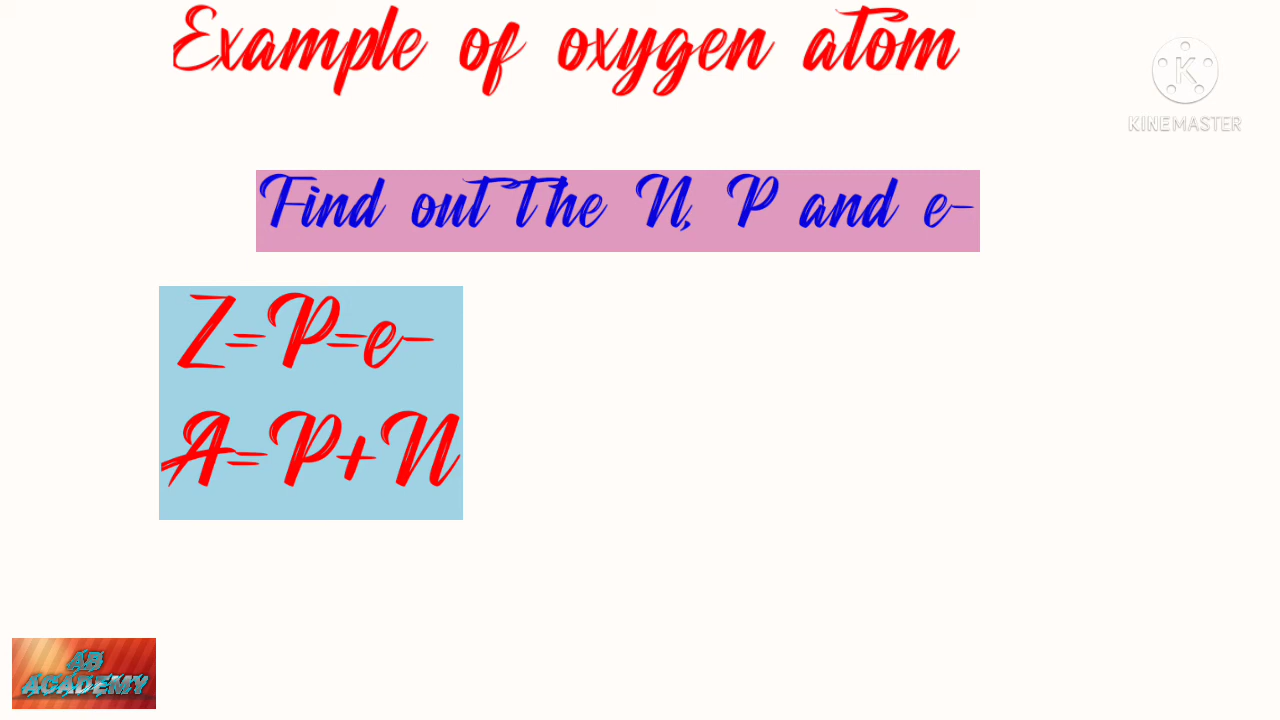 Example of oxygen atom
KINEMASTER
Find out The N, P and e-
Z=P=e-
A=P+N
AB
ACADEMY